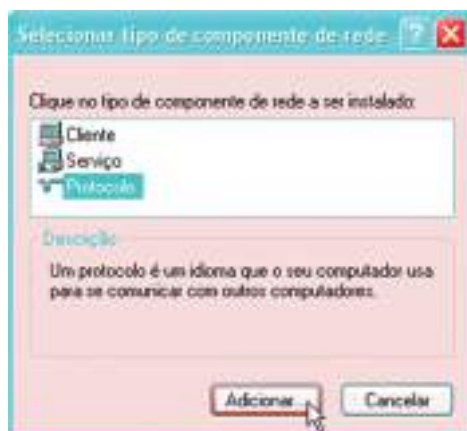 Selecionar tipo de componente de rede
Clique no tipo de componente de rede a ser instalado:
Cliente
Serviço
Protocolo
Descrição
Um protocolo é um idioma que o seu computador usa
para se comunicar com outros computadores.
Adicionar...
Cancelar